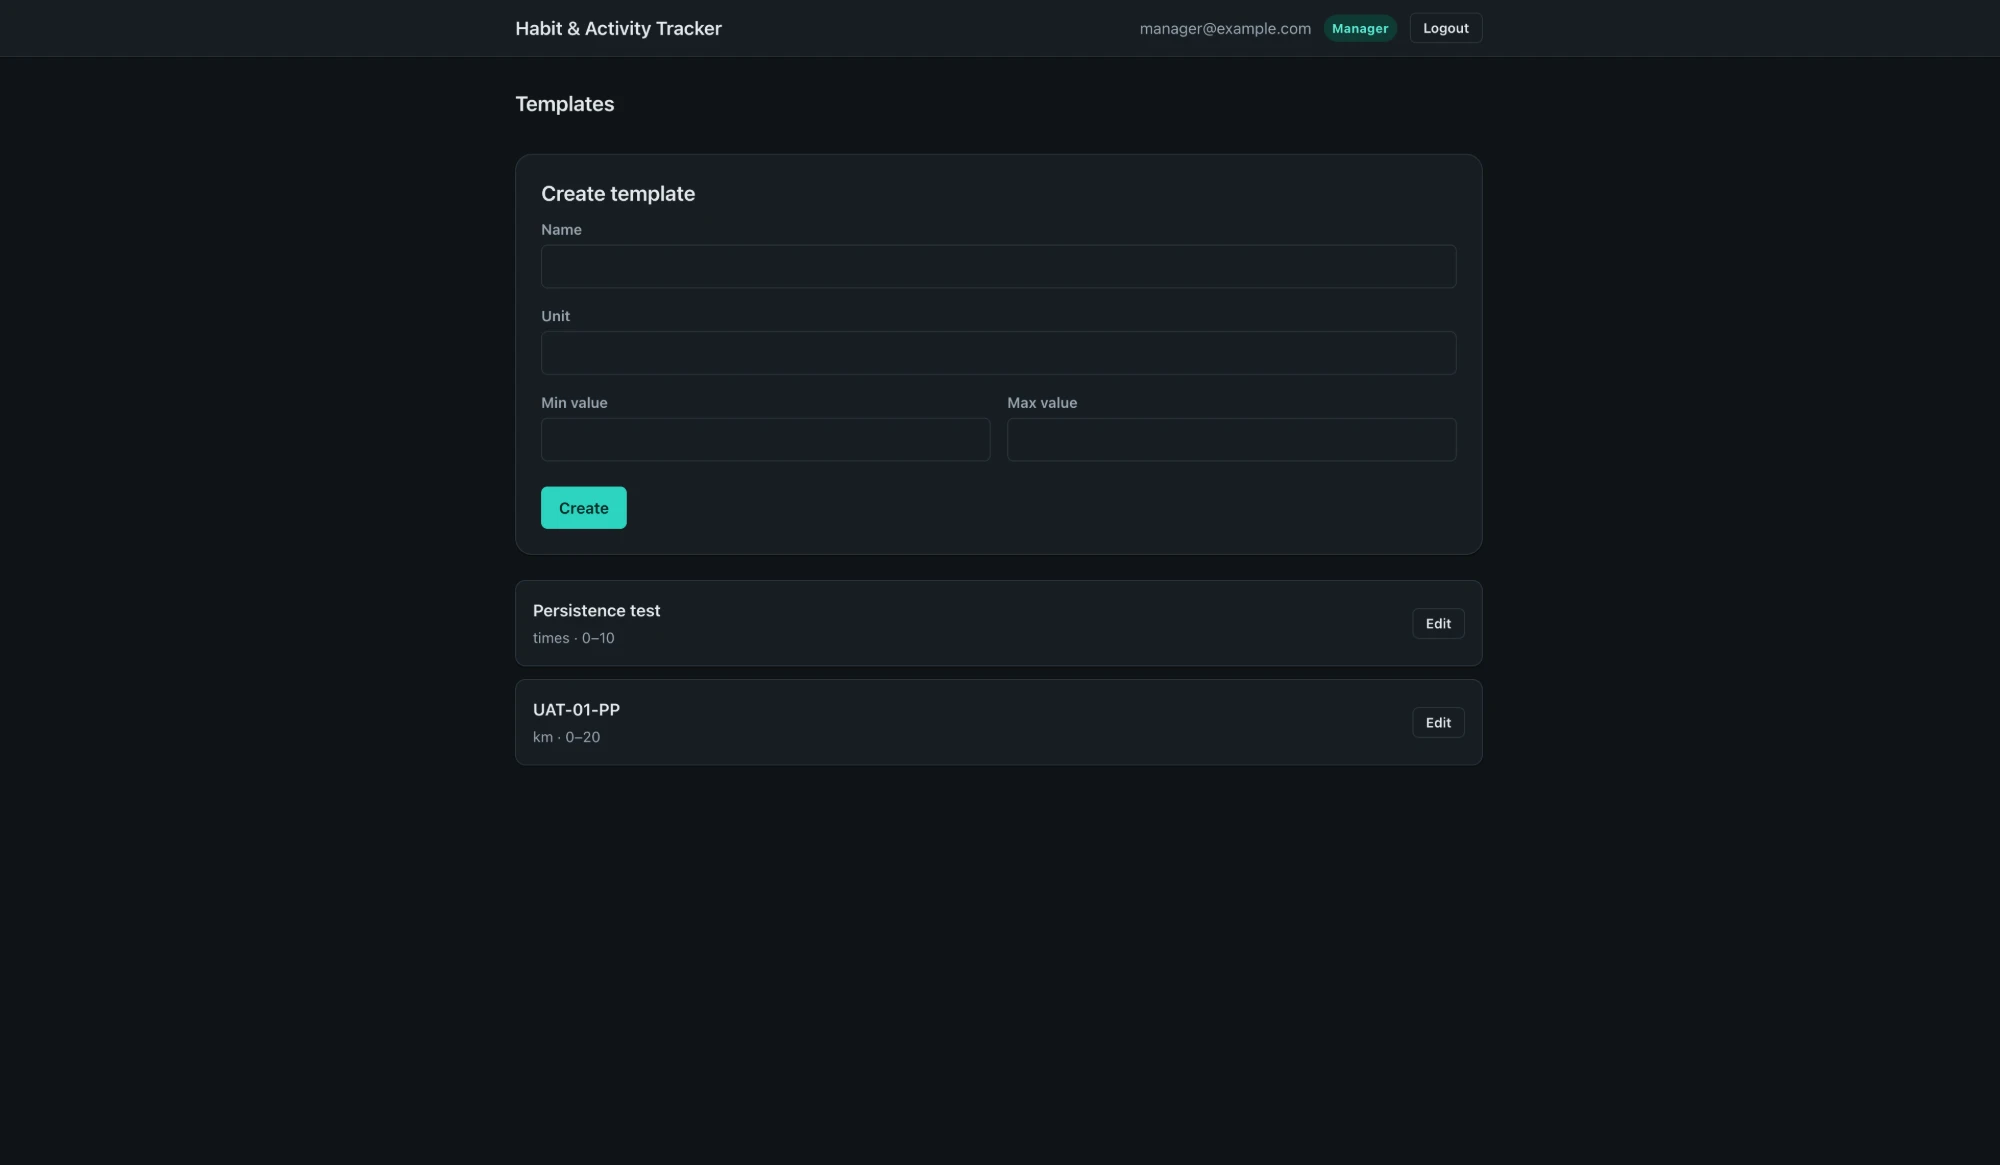 Habit & Activity Tracker
manager@example.com Manager Logout
Templates
Create template
Name
Unit
Min value Max value
Create
Persistence test
times · 0–10
Edit
UAT-01-PP
km · 0–20
Edit